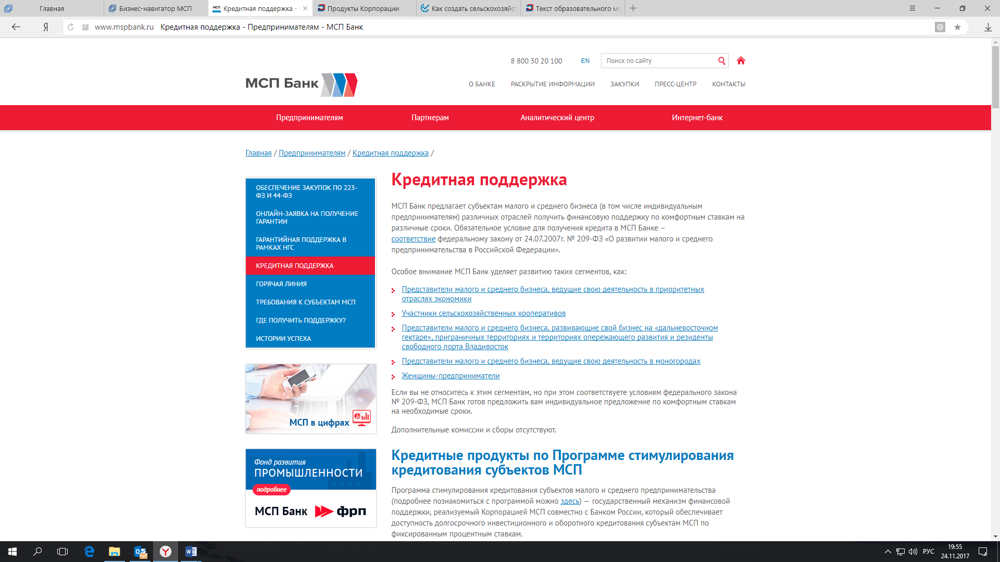 Главная
Бизнес-навигатор МСП
Кредитная поддержка -
Продукты Корпорации
Как создать сельскохозяйст
Текст образовательного мо
Я
www.mspbank.ru Кредитная поддержка - Предпринимателям - МСП Банк
8 800 30 20 100
EN
Поиск по сайту
МСП Банк
О БАНКЕ
РАСКРЫТИЕ ИНФОРМАЦИИ
ЗАКУПКИ
ПРЕСС-ЦЕНТР
КОНТАКТЫ
Предпринимателям
Партнерам
Аналитический центр
Интернет-банк
Главная / Предпринимателям / Кредитная поддержка /
ОБЕСПЕЧЕНИЕ ЗАКУПОК ПО 223-
ФЗ И 44-ФЗ
ОНЛАЙН-ЗАЯВКА НА ПОЛУЧЕНИЕ
ГАРАНТИИ
ГАРАНТИЙНАЯ ПОДДЕРЖКА В
РАМКАХ НГС
КРЕДИТНАЯ ПОДДЕРЖКА
ГОРЯЧАЯ ЛИНИЯ
ТРЕБОВАНИЯ К СУБЪЕКТАМ МСП
ГДЕ ПОЛУЧИТЬ ПОДДЕРЖКУ?
ИСТОРИИ УСПЕХА
МСП в цифрах
Фонд развития
ПРОМЫШЛЕННОСТИ
подробнее
МСП Банк
фрп
Кредитная поддержка
МСП Банк предлагает субъектам малого и среднего бизнеса (в том числе индивидуальным
предпринимателям) различных отраслей получить финансовую поддержку по комфортным ставкам на
различные сроки. Обязательное условие для получения кредита в МСП Банке –
соответствие федеральному закону от 24.07.2007г. № 209-ФЗ «О развитии малого и среднего
предпринимательства в Российской Федерации».
Особое внимание МСП Банк уделяет развитию таких сегментов, как:
Представители малого и среднего бизнеса, ведущие свою деятельность в приоритетных
отраслях экономики
Участники сельскохозяйственных кооперативов
Представители малого и среднего бизнеса, развивающие свой бизнес на «дальневосточном
гектаре», приграничных территориях и территориях опережающего развития и резиденты
свободного порта Владивосток
Представители малого и среднего бизнеса, ведущие свою деятельность в моногородах
Женщины-предприниматели
Если вы не относитесь к этим сегментам, но при этом соответствуете условиям федерального закона
№ 209-ФЗ, МСП Банк готов предложить вам индивидуальное предложение по комфортным ставкам
на необходимые сроки.
Дополнительные комиссии и сборы отсутствуют.
Кредитные продукты по Программе стимулирования
кредитования субъектов МСП
Программа стимулирования кредитования субъектов малого и среднего предпринимательства
(подробнее познакомиться с программой можно здесь) — государственный механизм финансовой
поддержки, реализуемый Корпорацией МСП совместно с Банком России, который обеспечивает
доступность долгосрочного инвестиционного и оборотного кредитования субъектам МСП по
фиксированным процентным ставкам.
РУС
19:55
24.11.2017